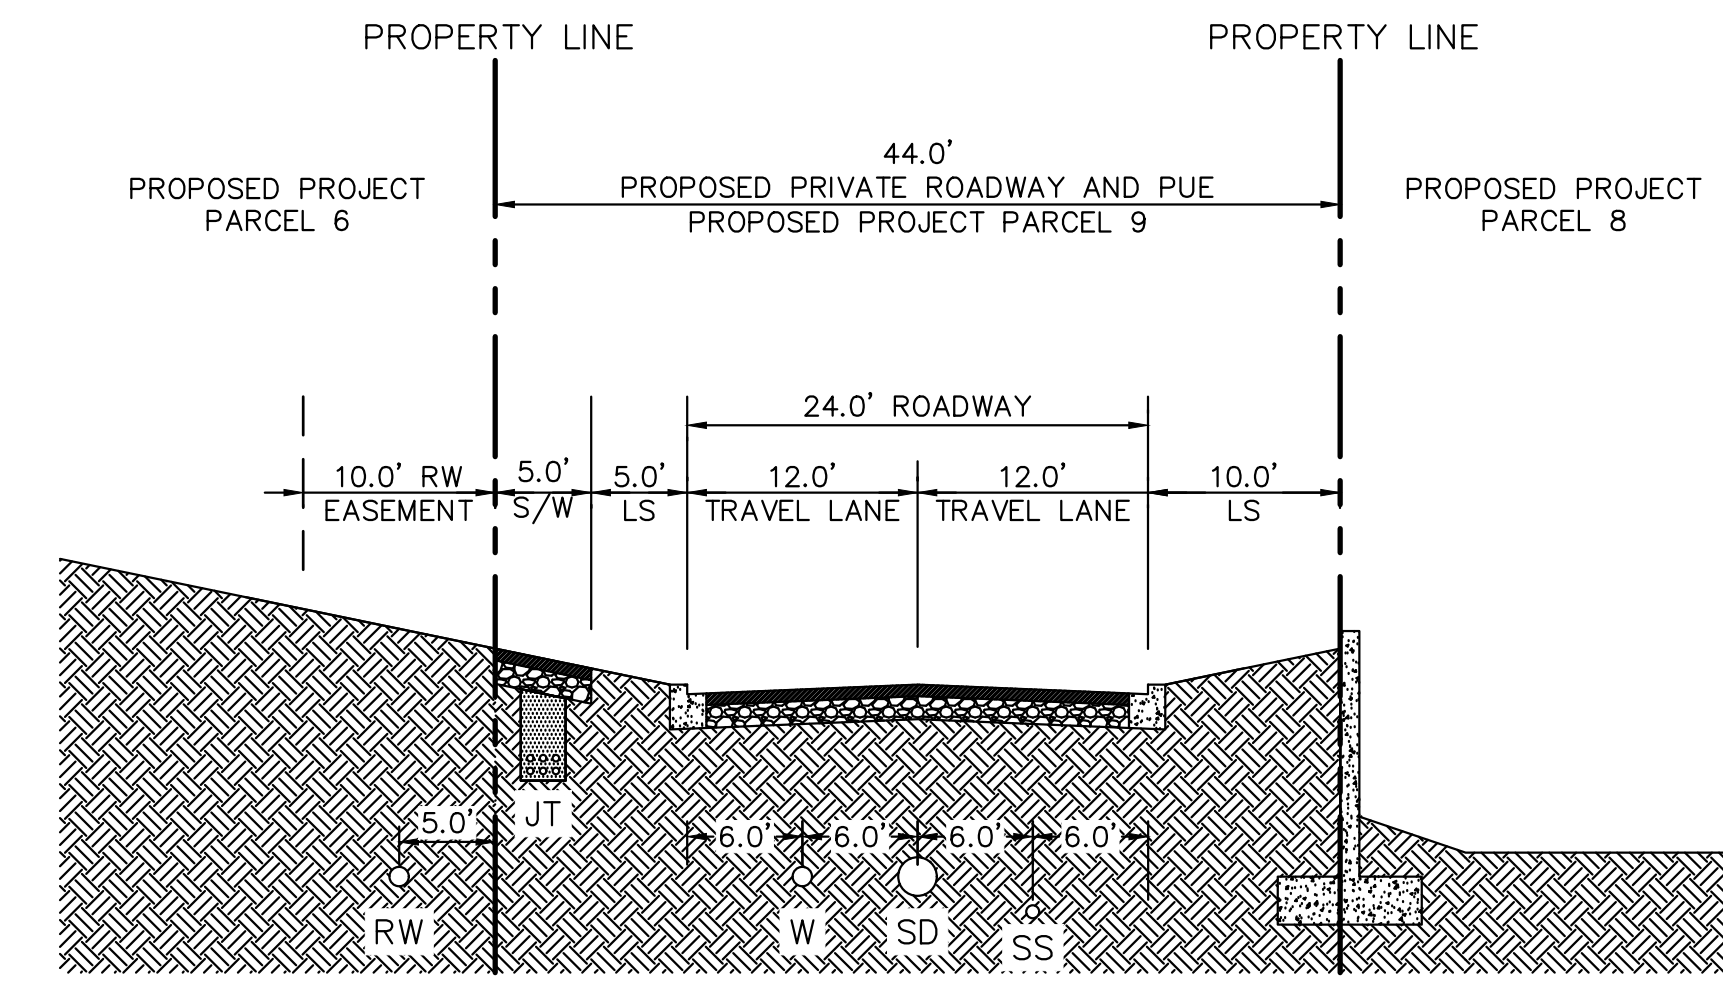 PROPERTY LINE
PROPERTY LINE
44.0'
PROPOSED PROJECT
PARCEL 6
PROPOSED PRIVATE ROADWAY AND PUE
PROPOSED PROJECT PARCEL 9
PROPOSED PROJECT
PARCEL 8
24.0' ROADWAY
10.0' RW
EASEMENT
5.0'
S/W
5.0'
LS
12.0'
TRAVEL LANE
12.0'
TRAVEL LANE
10.0'
LS
JT
5.0'
6.0'
6.0'
6.0'
6.0'
RW
W
SD
SS